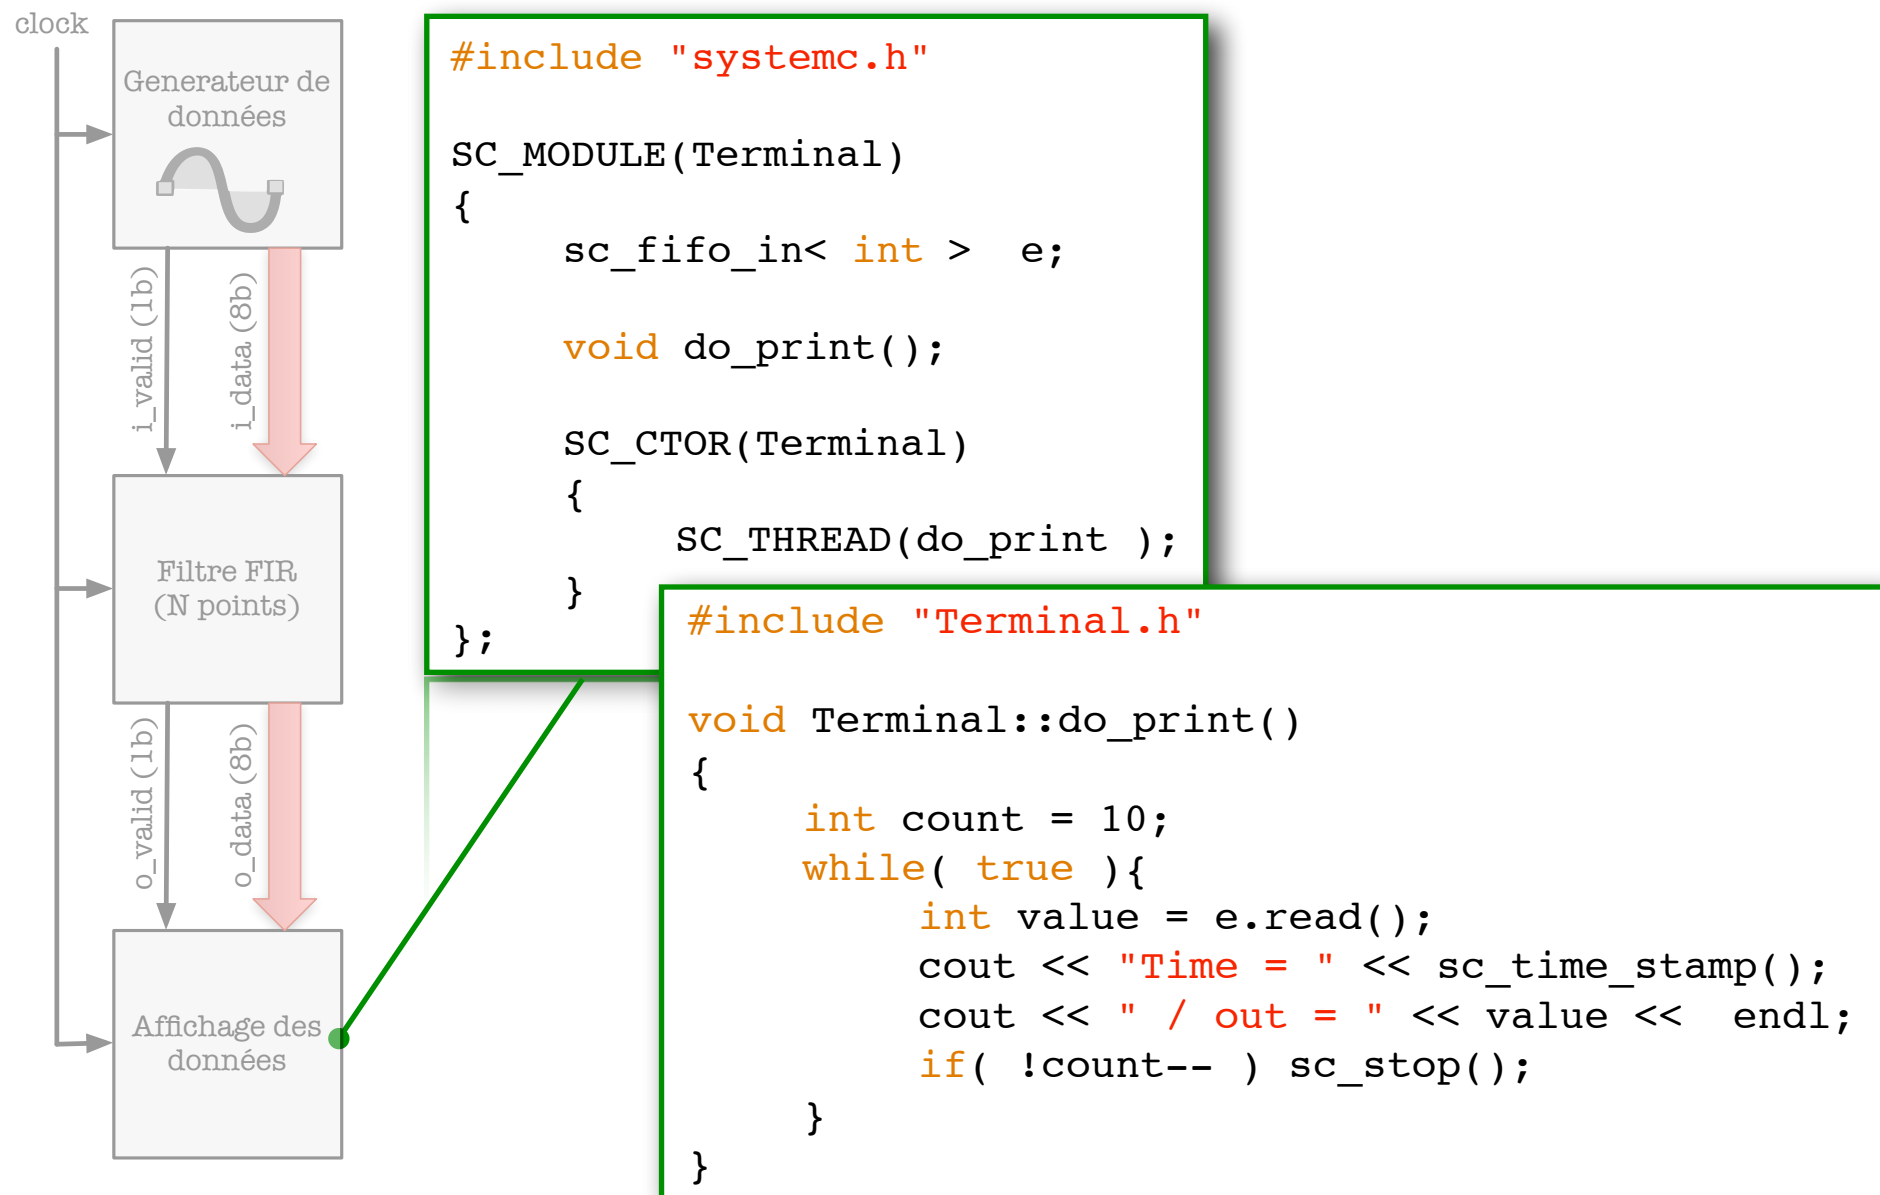 clock
Generateur de
données
i_valid (1b)
i_data (8b)
Filtre FIR
(N points)
o_valid (1b)
o_data (8b)
Affichage des
données
#include "systemc.h"
SC_MODULE(Terminal)
{
sc_fifo_in< int >  e;
void do_print();
SC_CTOR(Terminal)
{
SC_THREAD(do_print );
}
};
#include "Terminal.h"
void Terminal::do_print()
{
int count = 10;
while( true ){
int value = e.read();
cout << "Time = " << sc_time_stamp();
cout << " / out = " << value <<  endl;
if( !count-- ) sc_stop();
}
}